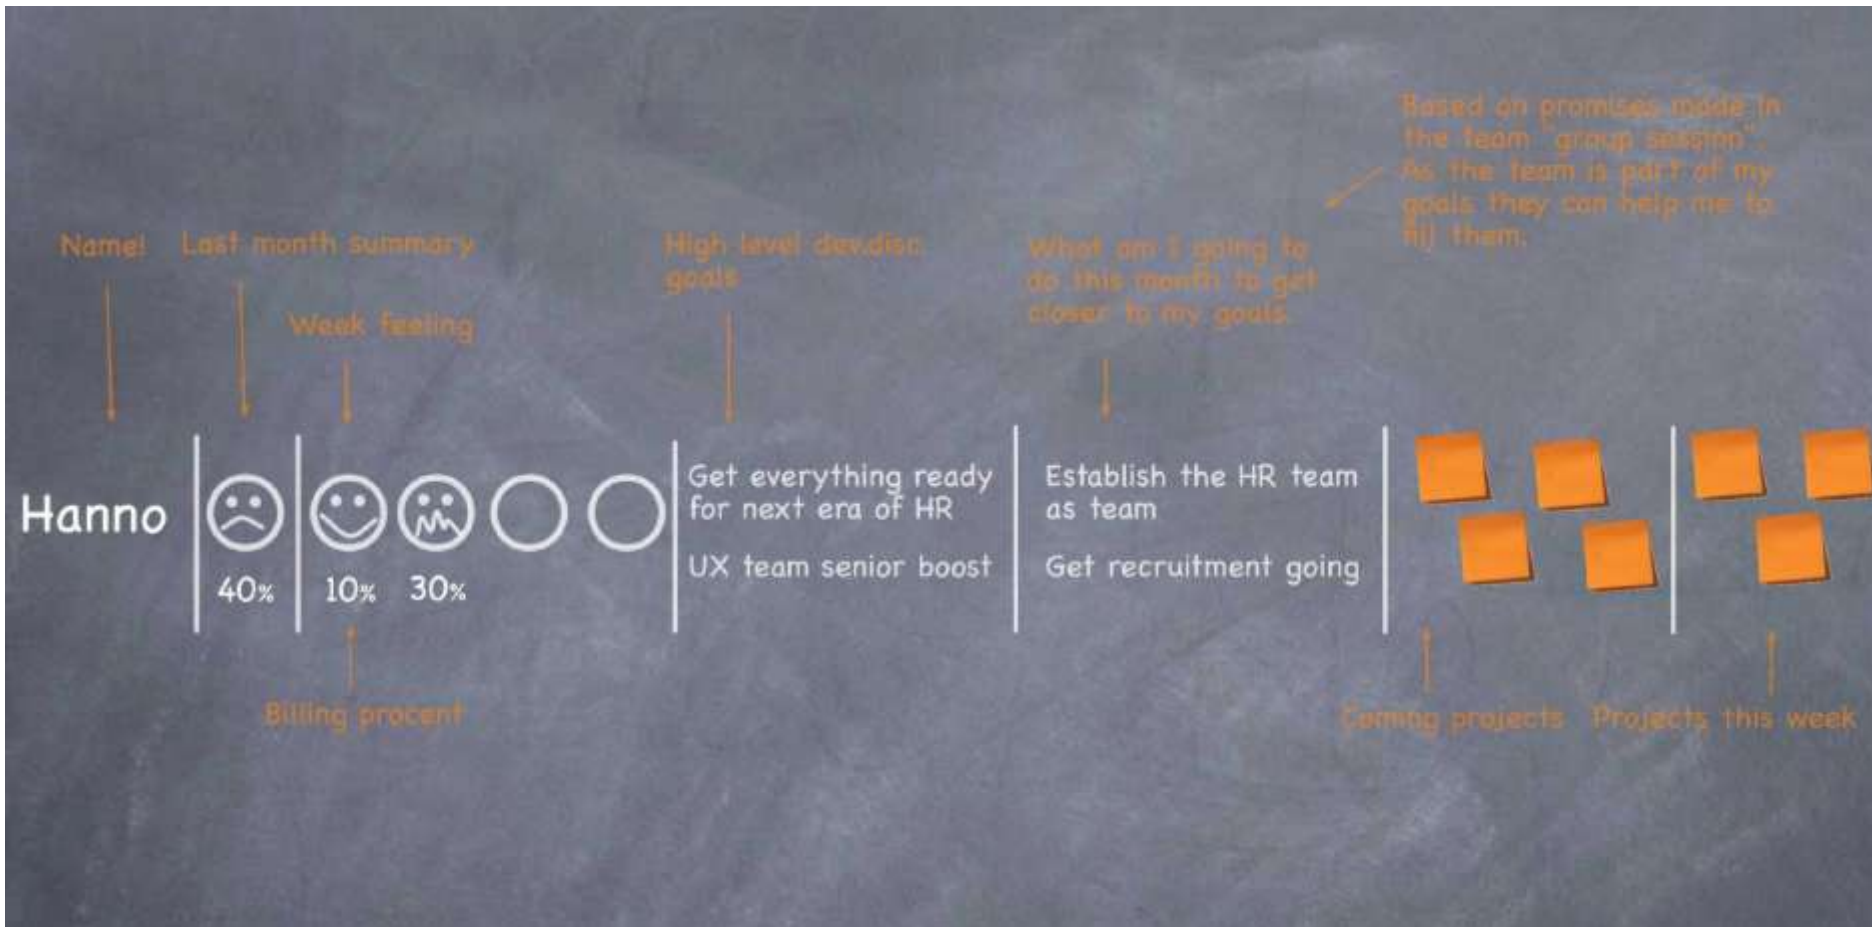 Based on promises made in
the team "group session".
As the team is part of my
goals they can help me to
fill them.
Name!
Last month summary
High level dev.disc
goals
What am I going to
do this month to get
closer to my goals.
Week feeling
Hanno
40%
10%
30%
Get everything ready
for next era of HR
UX team senior boost
Establish the HR team
as team
Get recruitment going
Billing procent
Coming projects
Projects this week